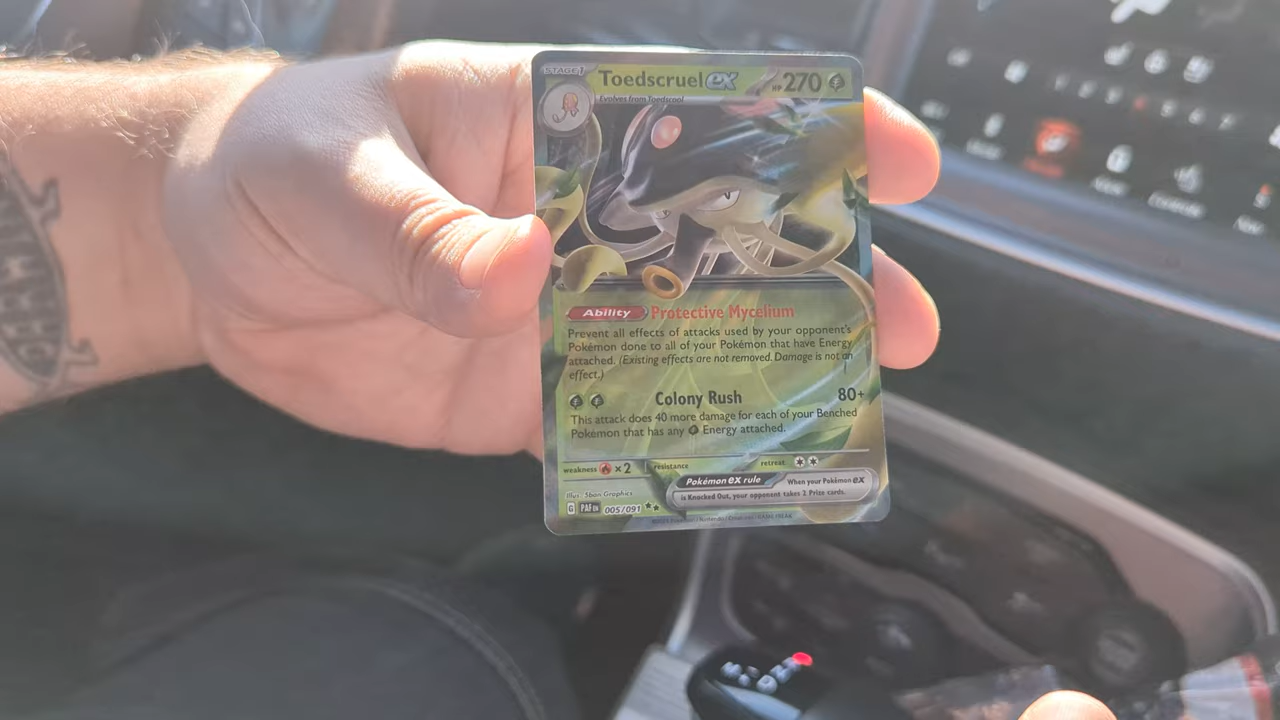 STAGE 1 Toedscruel ex HP 270
Evolves from Toedscool
Ability Protective Mycelium
Prevent all effects of attacks used by your opponent's
Pokémon done to all of your Pokémon that have Energy
attached. (Existing effects are not removed. Damage is not an
effect.)
Colony Rush 80+
This attack does 40 more damage for each of your Benched
Pokémon that has any Energy attached.
weakness ×2 resistance retreat
Pokémon ex rule When your Pokémon ex
is Knocked Out, your opponent takes 2 Prize cards.
Illus. 5ban Graphics
G PAF EN 005/091